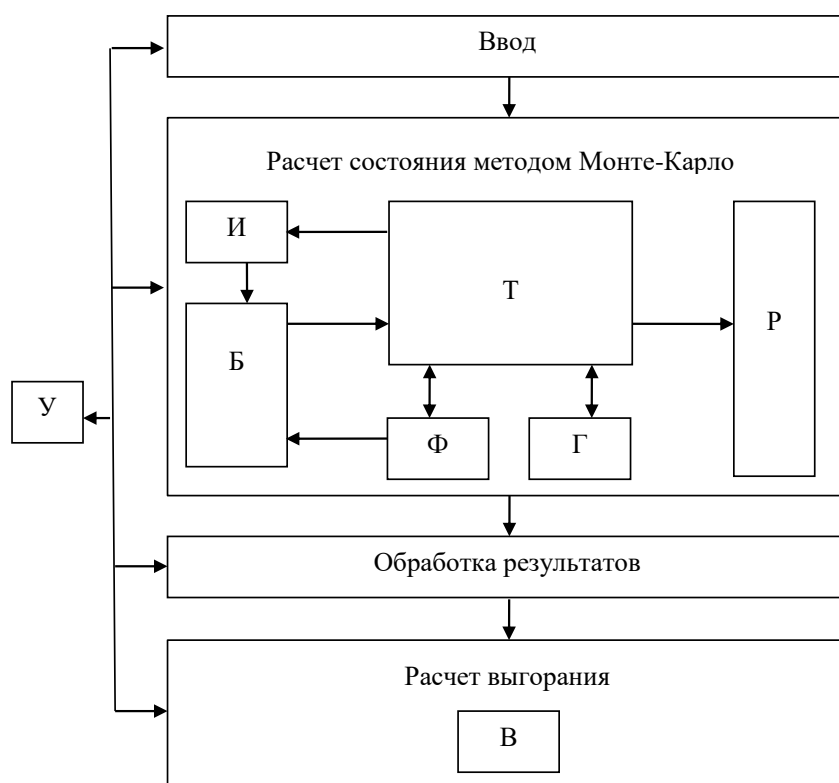 Ввод
Расчет состояния методом Монте-Карло
И
Т
Р
Б
У
Ф
Г
Обработка результатов
Расчет выгорания
В